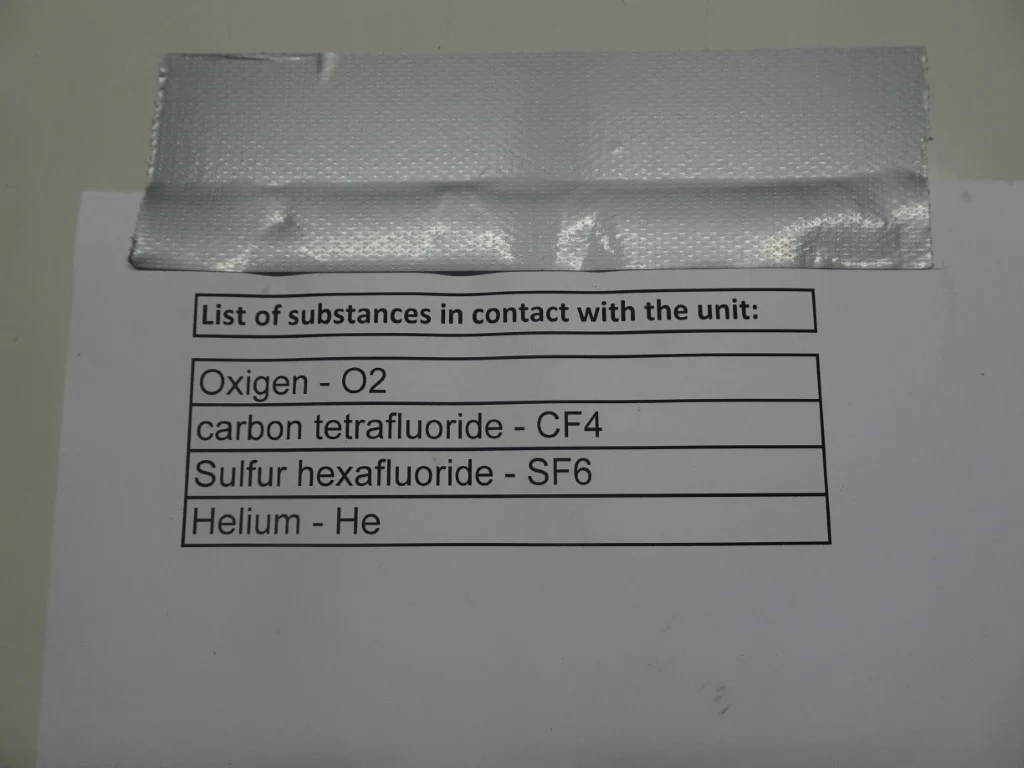 List of substances in contact with the unit:
Oxigen - O2
carbon tetrafluoride - CF4
Sulfur hexafluoride - SF6
Helium - He